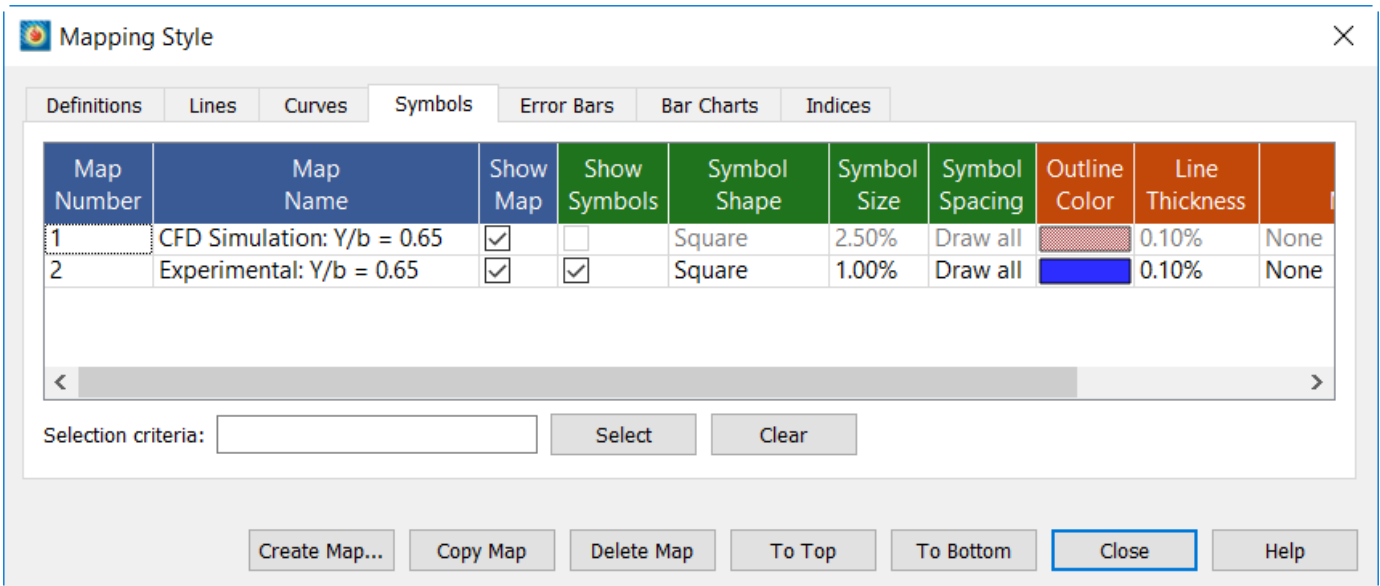 Mapping Style
Definitions Lines Curves Symbols Error Bars Bar Charts Indices
Map Map Show Show Symbol Symbol Symbol Outline Line
Number Name Map Symbols Shape Size Spacing Color Thickness
1 CFD Simulation: Y/b = 0.65 Square 2.50% Draw all 0.10% None
2 Experimental: Y/b = 0.65 Square 1.00% Draw all 0.10% None
Selection criteria: Select Clear
Create Map... Copy Map Delete Map To Top To Bottom Close Help